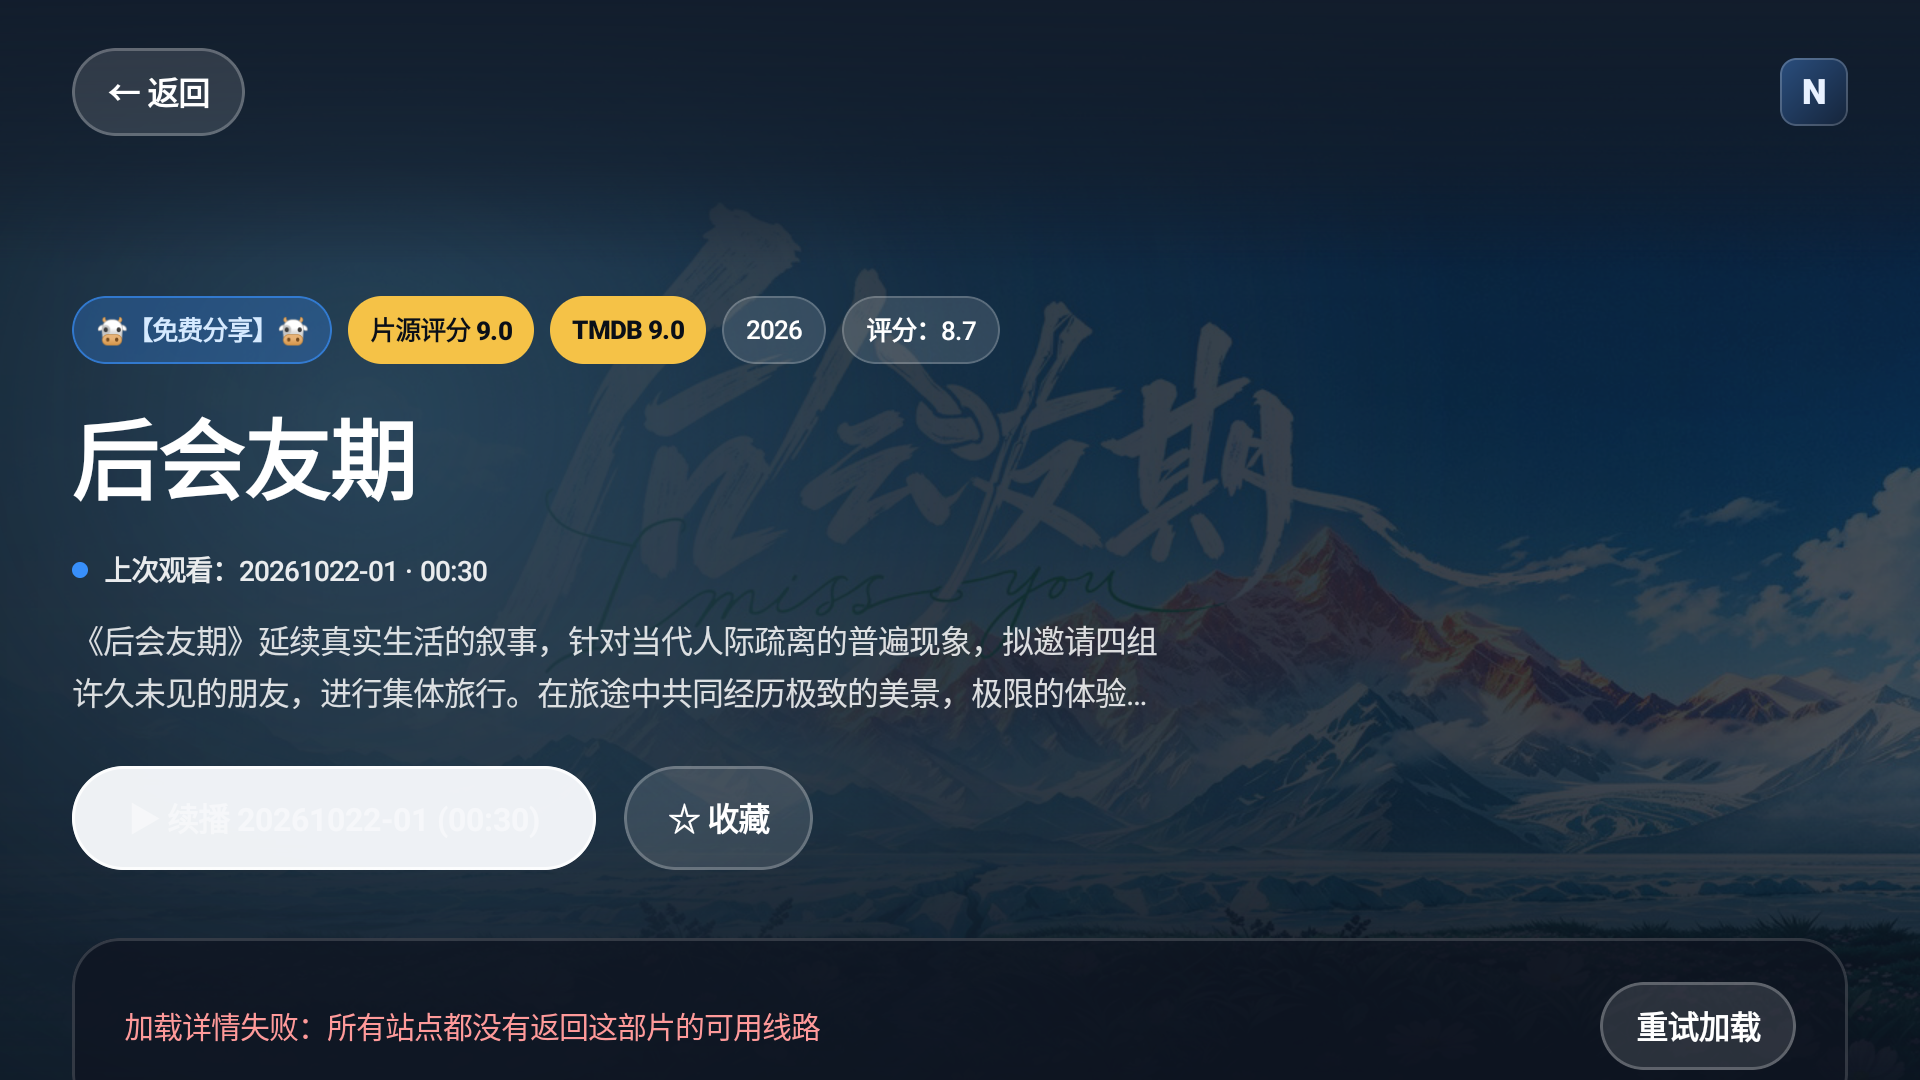 ← 返回
N
🐮【免费分享】🐮
片源评分 9.0
TMDB 9.0
2026
评分：8.7
后会友期
后会友期
miss you
上次观看：20261022-01 · 00:30
《后会友期》延续真实生活的叙事，针对当代人际疏离的普遍现象，拟邀请四组
许久未见的朋友，进行集体旅行。在旅途中共同经历极致的美景，极限的体验...
▶ 续播 20261022-01 (00:30)
☆ 收藏
加载详情失败：所有站点都没有返回这部片的可用线路
重试加载